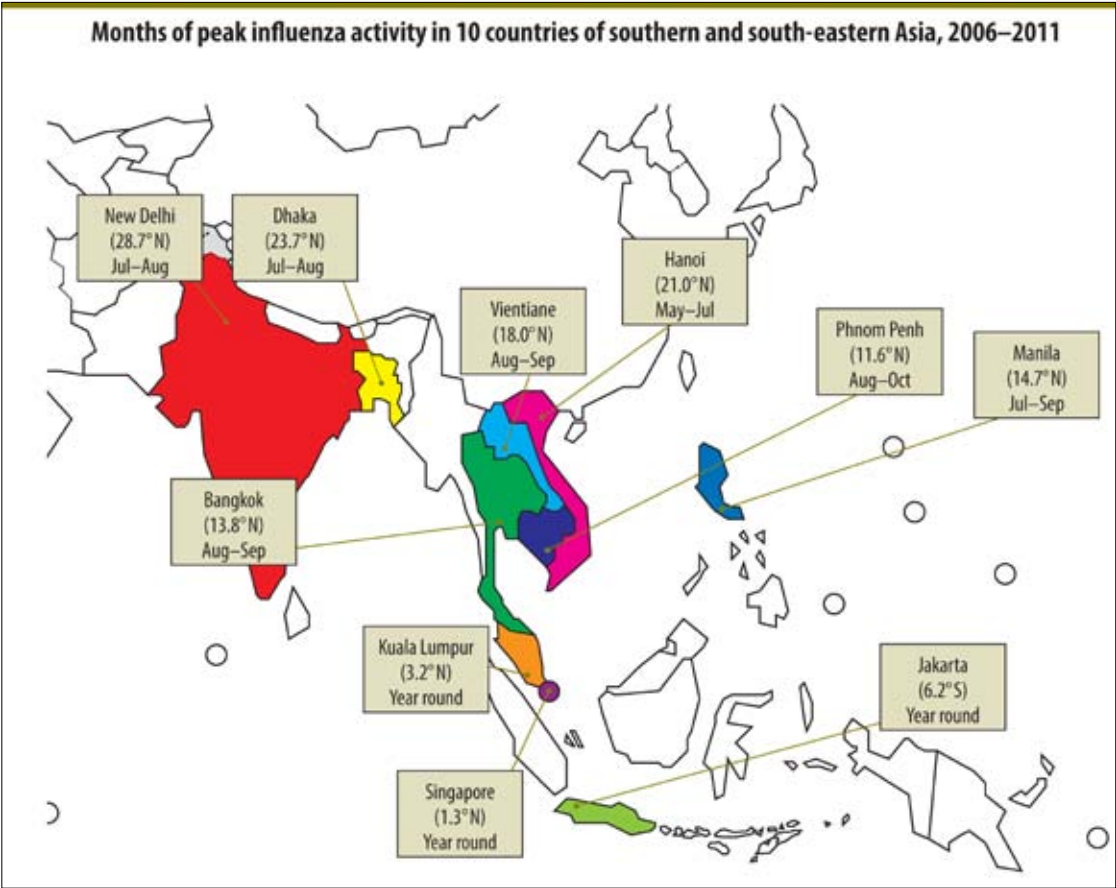 Months of peak influenza activity in 10 countries of southern and south-eastern Asia, 2006–2011
New Delhi
(28.7°N)
Jul–Aug
Dhaka
(23.7°N)
Jul–Aug
Hanoi
(21.0°N)
May–Jul
Vientiane
(18.0°N)
Aug–Sep
Phnom Penh
(11.6°N)
Aug–Oct
Manila
(14.7°N)
Jul–Sep
Bangkok
(13.8°N)
Aug–Sep
Kuala Lumpur
(3.2°N)
Year round
Jakarta
(6.2°S)
Year round
Singapore
(1.3°N)
Year round